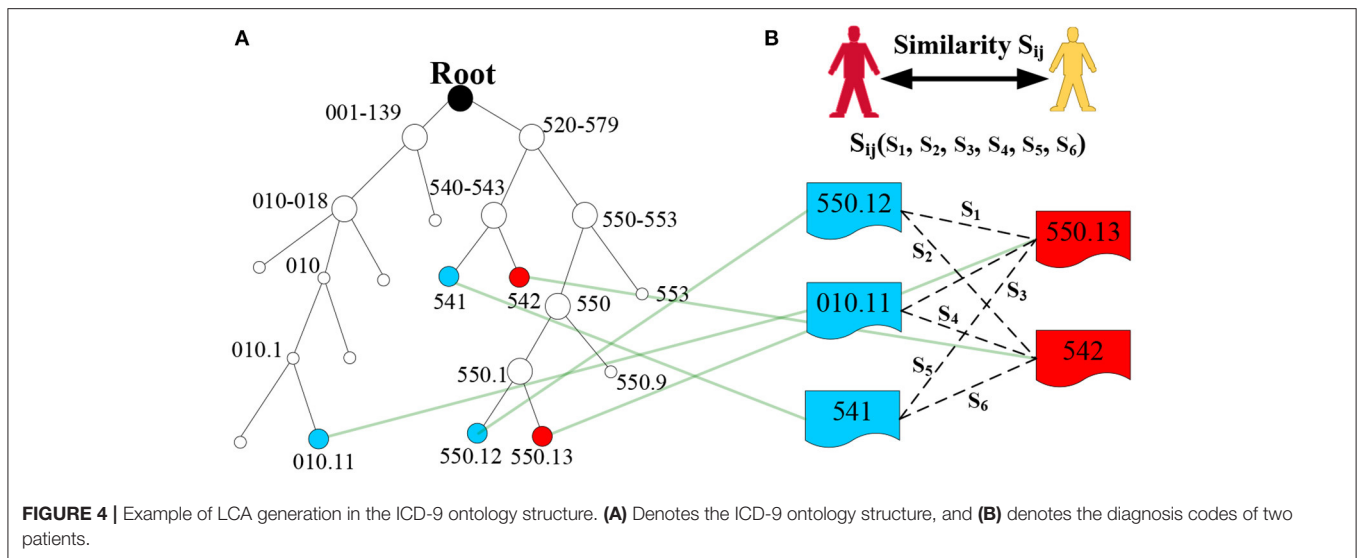 A
Root
001-139
520-579
010-018
540-543
550-553
010
541
542
550
553
010.1
550.1
550.9
010.11
550.12
550.13
B
Similarity Sij
Sij(S1, S2, S3, S4, S5, S6)
550.12
S1
550.13
S2
010.11
S3
S4
542
S5
541
S6
FIGURE 4 | Example of LCA generation in the ICD-9 ontology structure. (A) Denotes the ICD-9 ontology structure, and (B) denotes the diagnosis codes of two
patients.